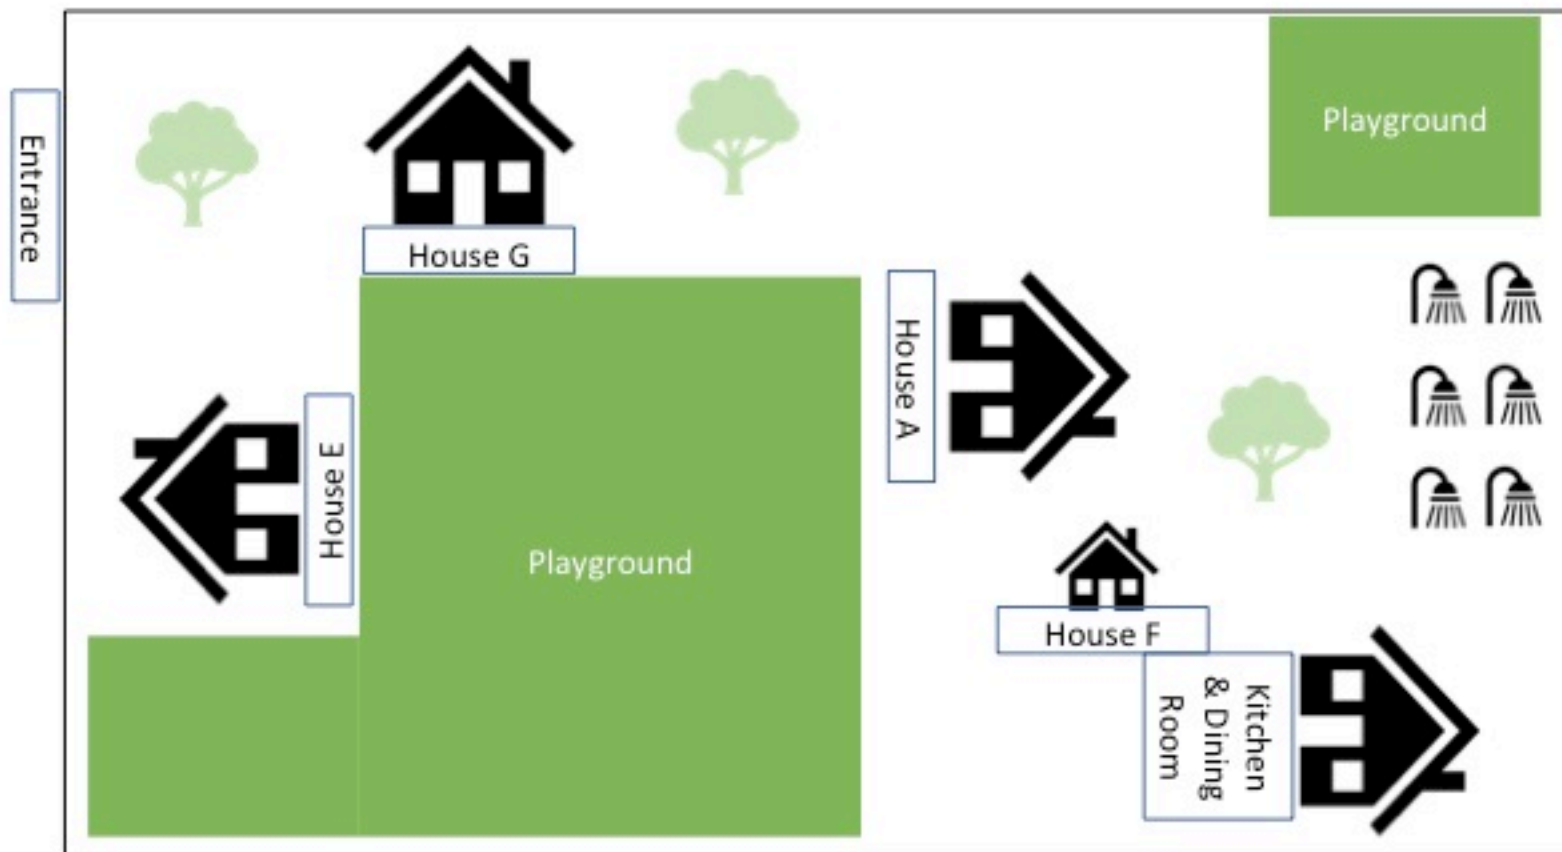 Entrance
House G
Playground
House A
House E
Playground
House F
Kitchen
& Dining
Room